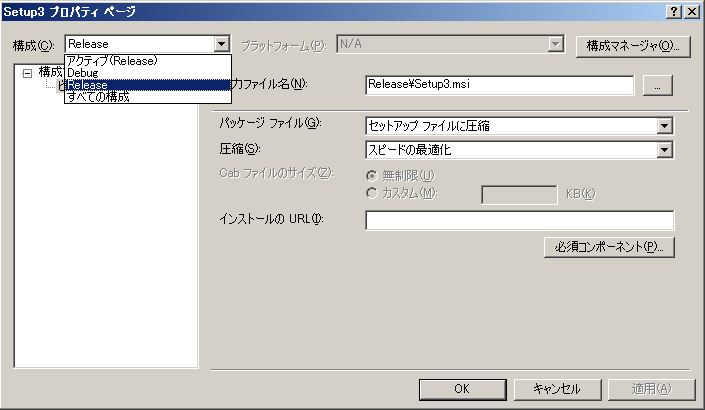 Setup3 プロパティ ページ
構成(C):
Release
プラットフォーム(P):
N/A
構成マネージャ(O)...
アクティブ(Release)
Debug
Release
すべての構成
構成
力ファイル名(N):
Release¥Setup3.msi
...
パッケージ ファイル(G):
セットアップ ファイルに圧縮
圧縮(S):
スピードの最適化
Cab ファイルのサイズ(Z):
無制限(U)
カスタム(M):
KB(K)
インストールの URL(I):
必須コンポーネント(P)...
OK
キャンセル
適用(A)